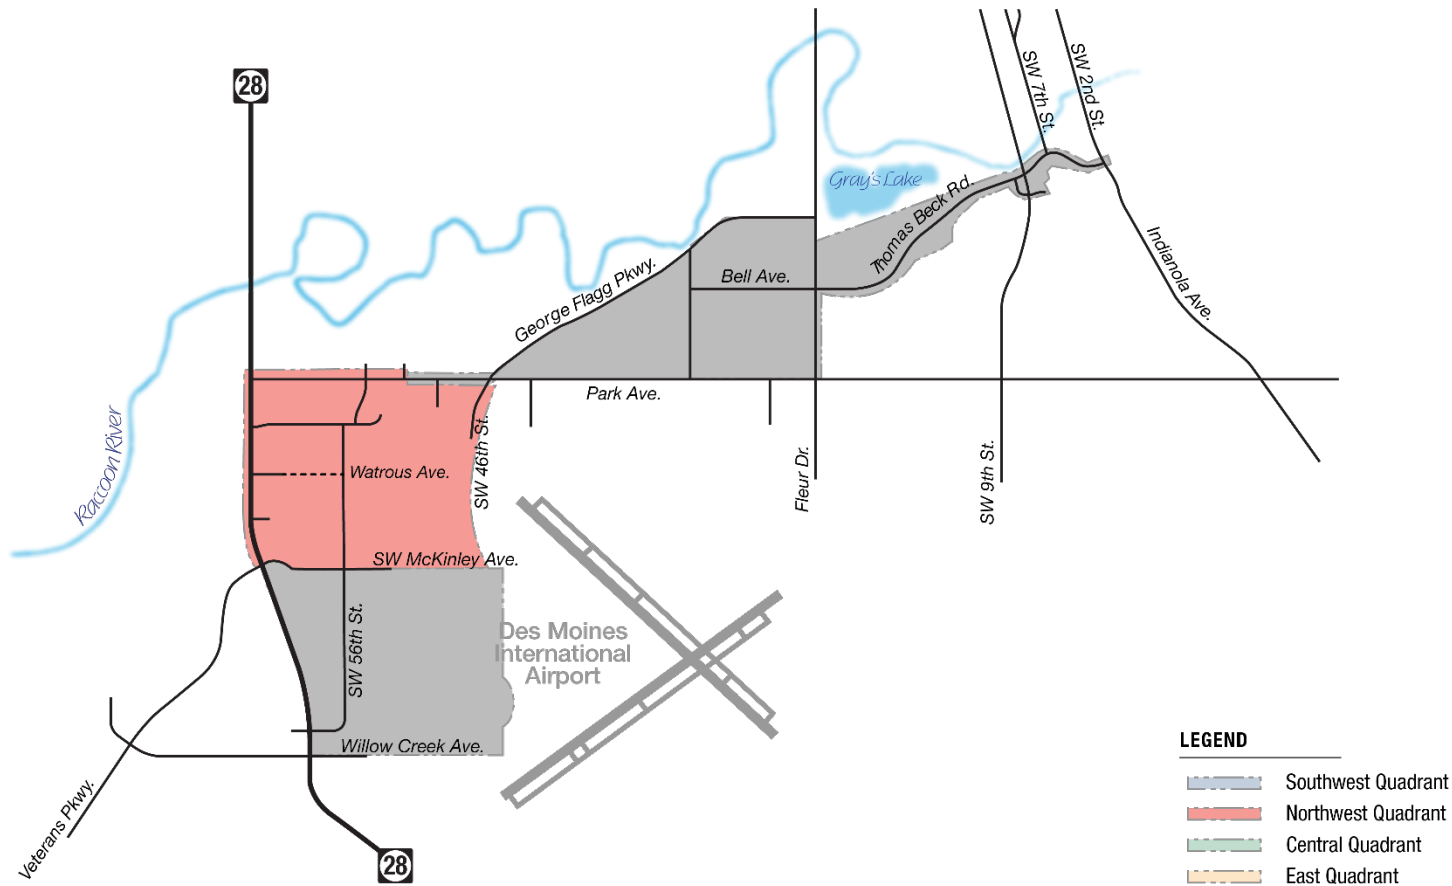 28
SW 7th St.
SW 2nd St.
Gray's Lake
Thomas Beck Rd.
Indianola Ave.
George Flagg Pkwy.
Bell Ave.
Park Ave.
Raccoon River
SW 46th St.
Watrous Ave.
Fleur Dr.
SW 9th St.
SW McKinley Ave.
SW 56th St.
Des Moines
International
Airport
Willow Creek Ave.
Veterans Pkwy.
28
LEGEND
Southwest Quadrant
Northwest Quadrant
Central Quadrant
East Quadrant